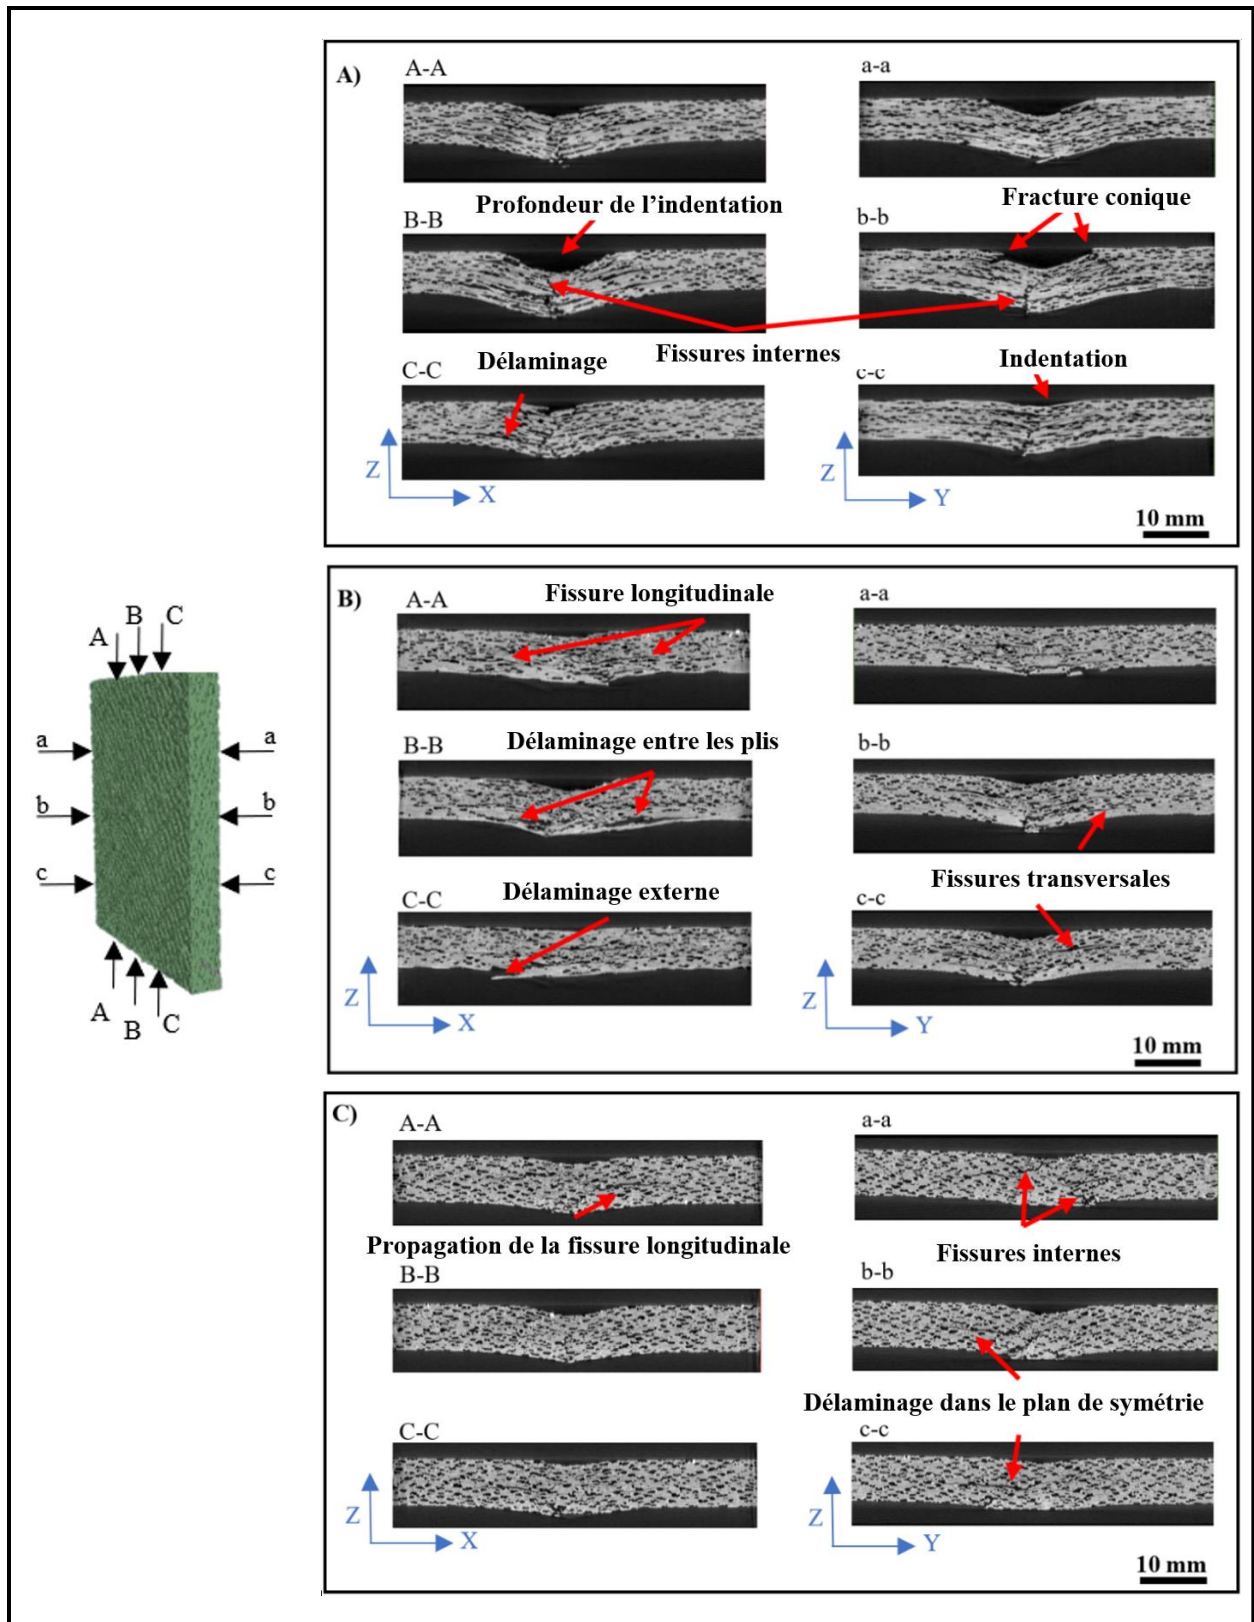 A)
A-A
a-a
Profondeur de l'indentation
Fracture conique
B-B
b-b
Fissures internes
Délaminage
Indentation
C-C
c-c
Z
X
Z
Y
10 mm
B)
A-A
Fissure longitudinale
a-a
B-B
Délaminage entre les plis
b-b
Délaminage externe
Fissures transversales
C-C
c-c
Z
X
Z
Y
10 mm
A
B
C
a
a
b
b
c
c
A
B
C
C)
A-A
a-a
Propagation de la fissure longitudinale
Fissures internes
B-B
b-b
Délaminage dans le plan de symétrie
C-C
c-c
Z
X
Z
Y
10 mm